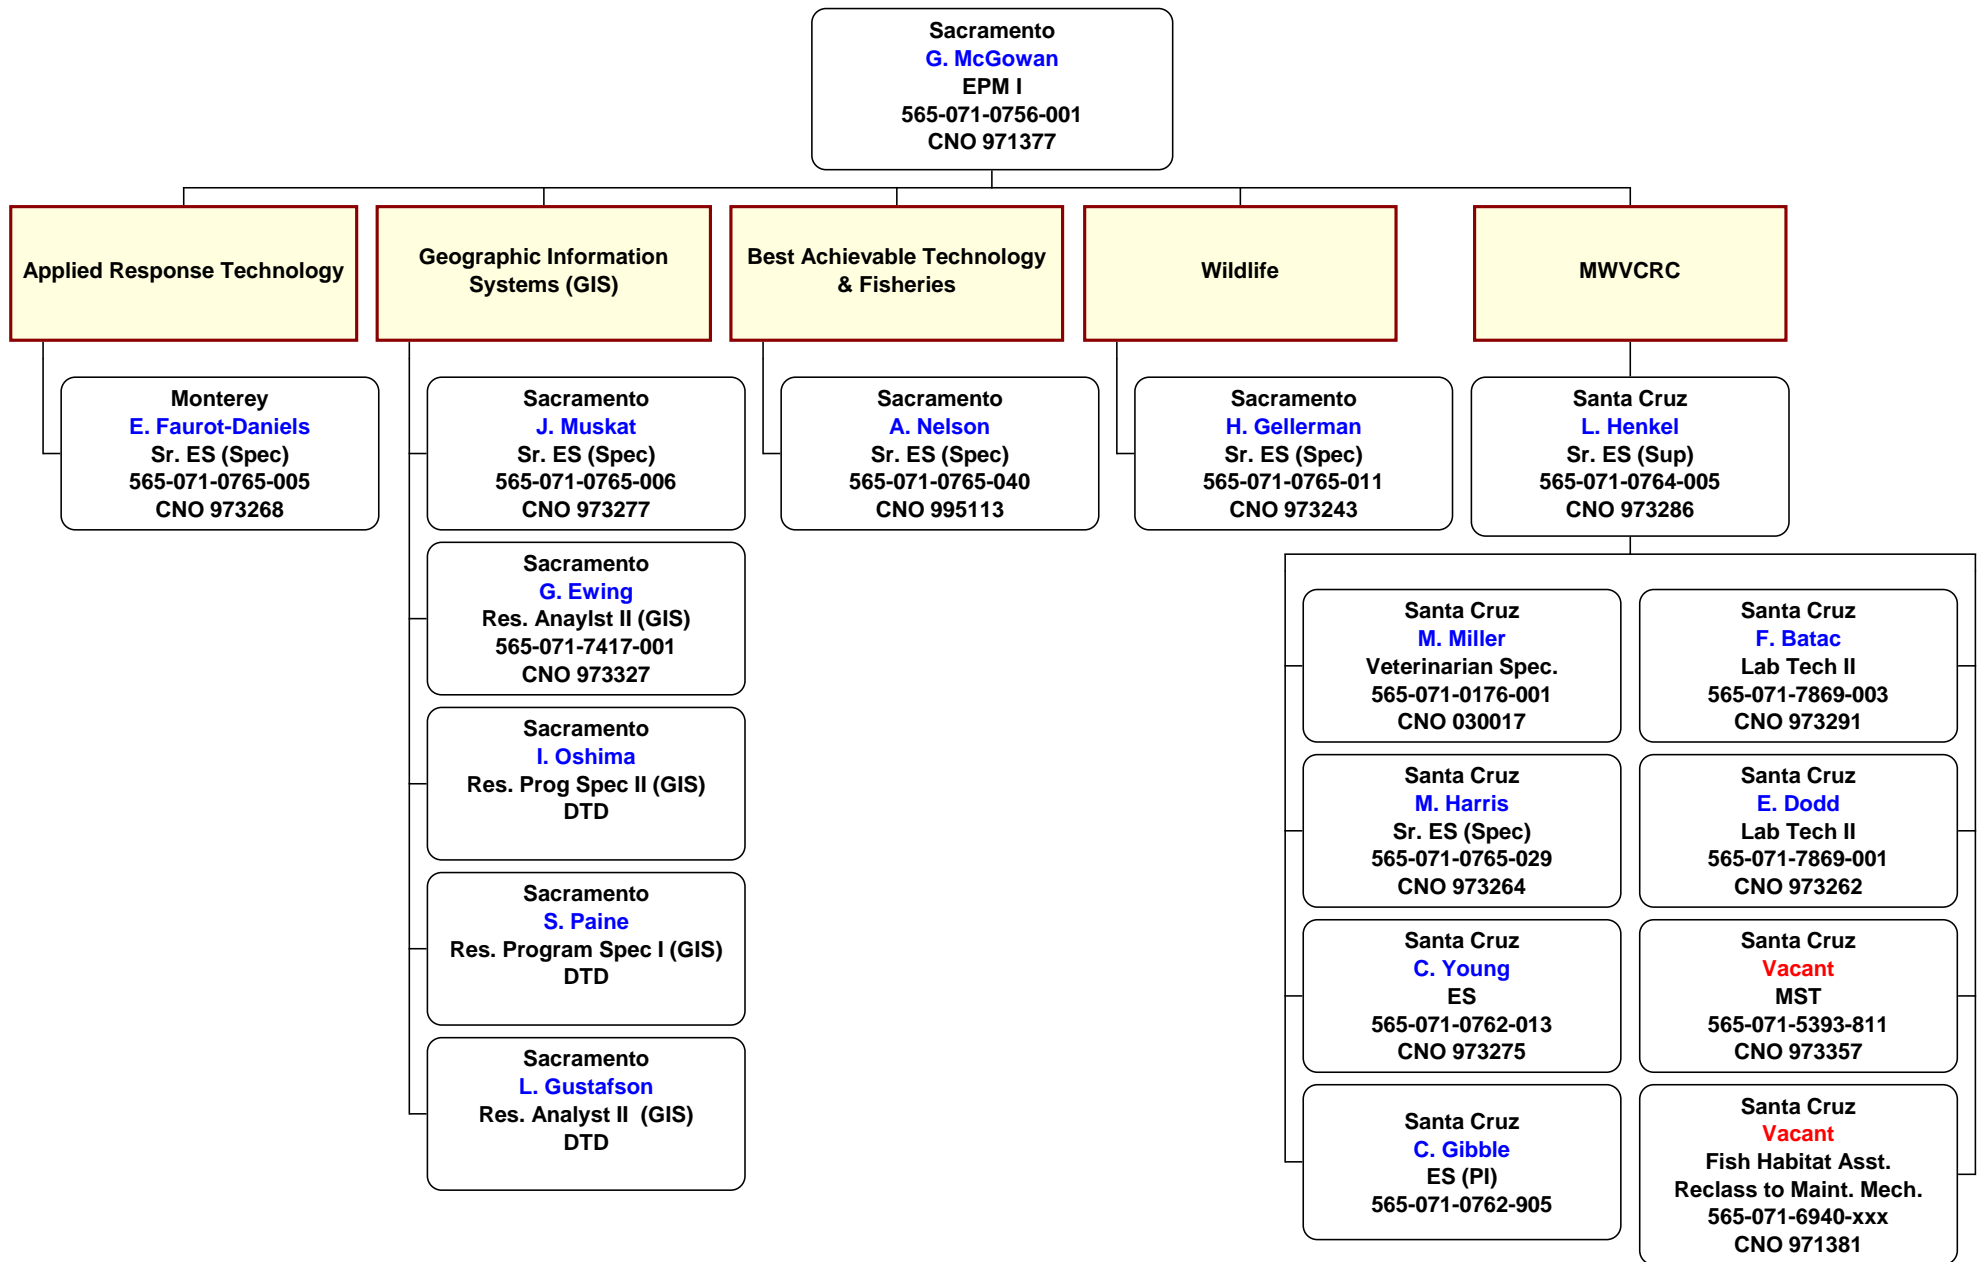 Sacramento
G. McGowan
EPM I
565-071-0756-001
CNO 971377
Applied Response Technology
Geographic Information
Systems (GIS)
Best Achievable Technology
& Fisheries
Wildlife
MWVCRC
Monterey
E. Faurot-Daniels
Sr. ES (Spec)
565-071-0765-005
CNO 973268
Sacramento
J. Muskat
Sr. ES (Spec)
565-071-0765-006
CNO 973277
Sacramento
G. Ewing
Res. Anaylst II (GIS)
565-071-7417-001
CNO 973327
Sacramento
I. Oshima
Res. Prog Spec II (GIS)
DTD
Sacramento
S. Paine
Res. Program Spec I (GIS)
DTD
Sacramento
L. Gustafson
Res. Analyst II (GIS)
DTD
Sacramento
A. Nelson
Sr. ES (Spec)
565-071-0765-040
CNO 995113
Sacramento
H. Gellerman
Sr. ES (Spec)
565-071-0765-011
CNO 973243
Santa Cruz
L. Henkel
Sr. ES (Sup)
565-071-0764-005
CNO 973286
Santa Cruz
M. Miller
Veterinarian Spec.
565-071-0176-001
CNO 030017
Santa Cruz
M. Harris
Sr. ES (Spec)
565-071-0765-029
CNO 973264
Santa Cruz
C. Young
ES
565-071-0762-013
CNO 973275
Santa Cruz
C. Gibble
ES (PI)
565-071-0762-905
Santa Cruz
F. Batac
Lab Tech II
565-071-7869-003
CNO 973291
Santa Cruz
E. Dodd
Lab Tech II
565-071-7869-001
CNO 973262
Santa Cruz
Vacant
MST
565-071-5393-811
CNO 973357
Santa Cruz
Vacant
Fish Habitat Asst.
Reclass to Maint. Mech.
565-071-6940-xxx
CNO 971381